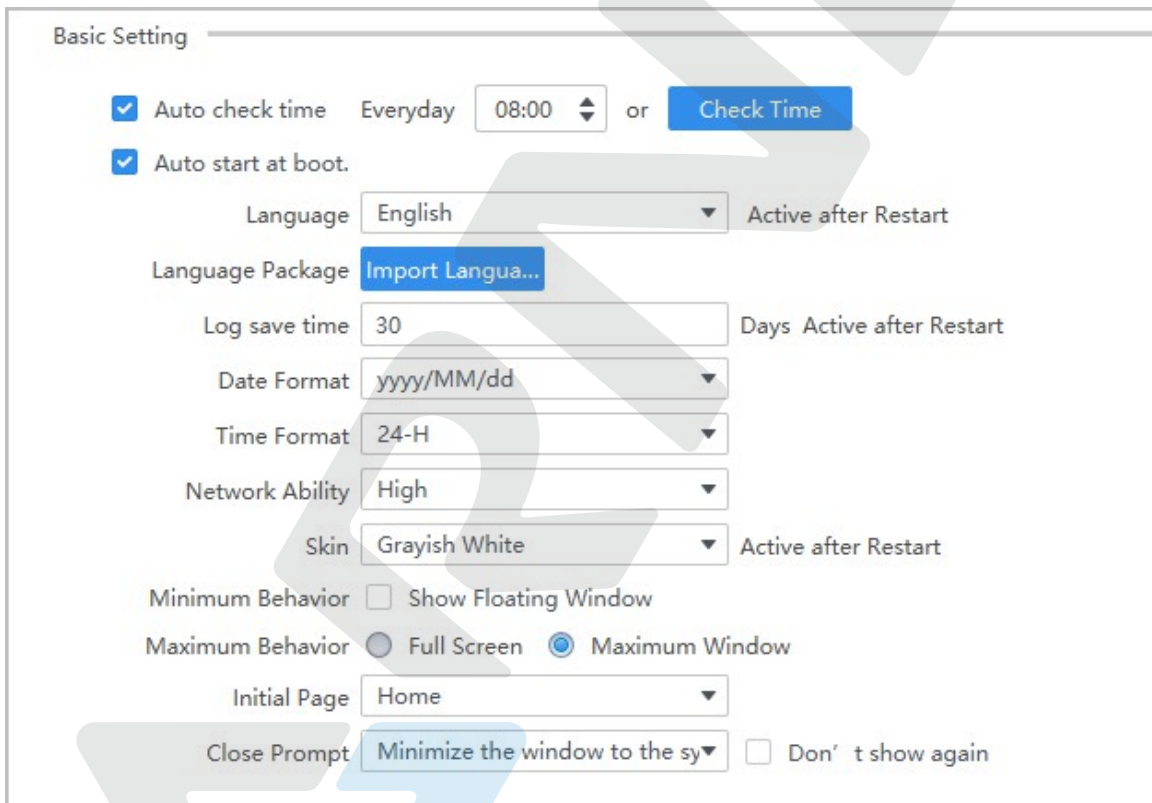 Basic Setting
Auto check time Everyday 08:00 or Check Time
Auto start at boot.
Language English Active after Restart
Language Package Import Langua...
Log save time 30 Days Active after Restart
Date Format yyyy/MM/dd
Time Format 24-H
Network Ability High
Skin Grayish White Active after Restart
Minimum Behavior Show Floating Window
Maximum Behavior Full Screen Maximum Window
Initial Page Home
Close Prompt Minimize the window to the sy Don't show again